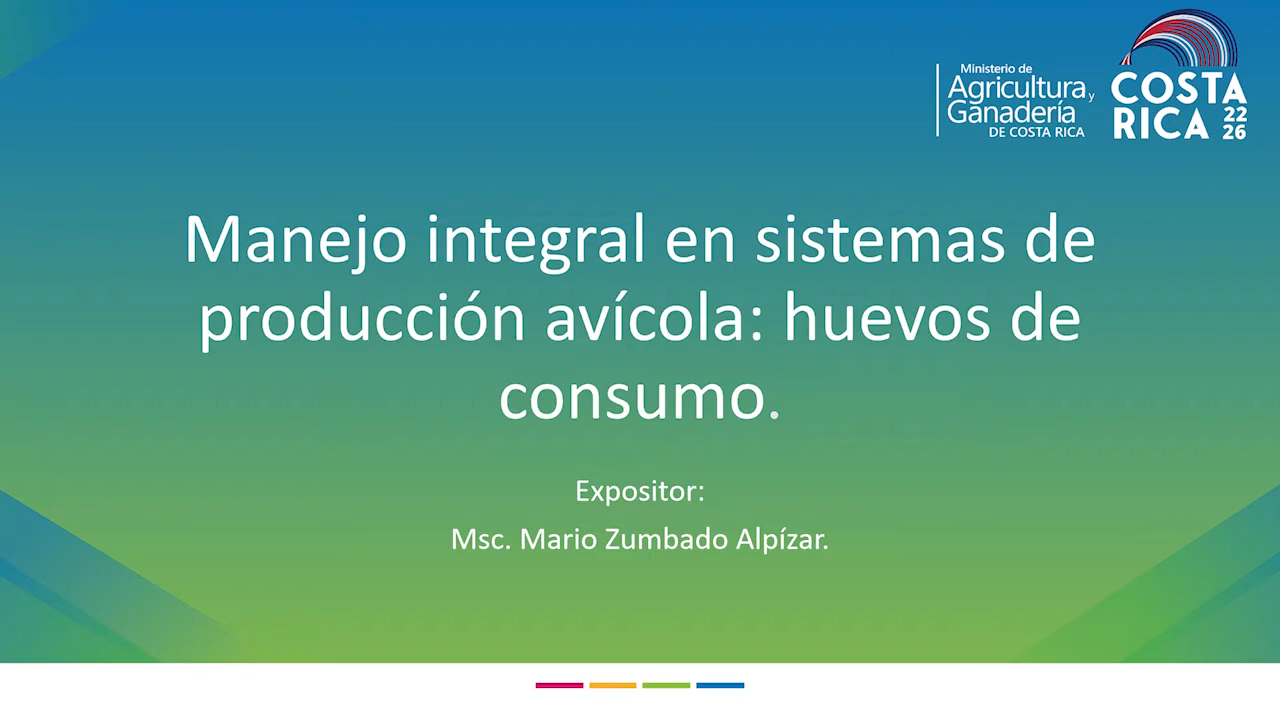 Ministerio de
Agricultura y
Ganadería
DE COSTA RICA
COSTA
RICA 22
26
Manejo integral en sistemas de
producción avícola: huevos de
consumo.
Expositor:
Msc. Mario Zumbado Alpízar.